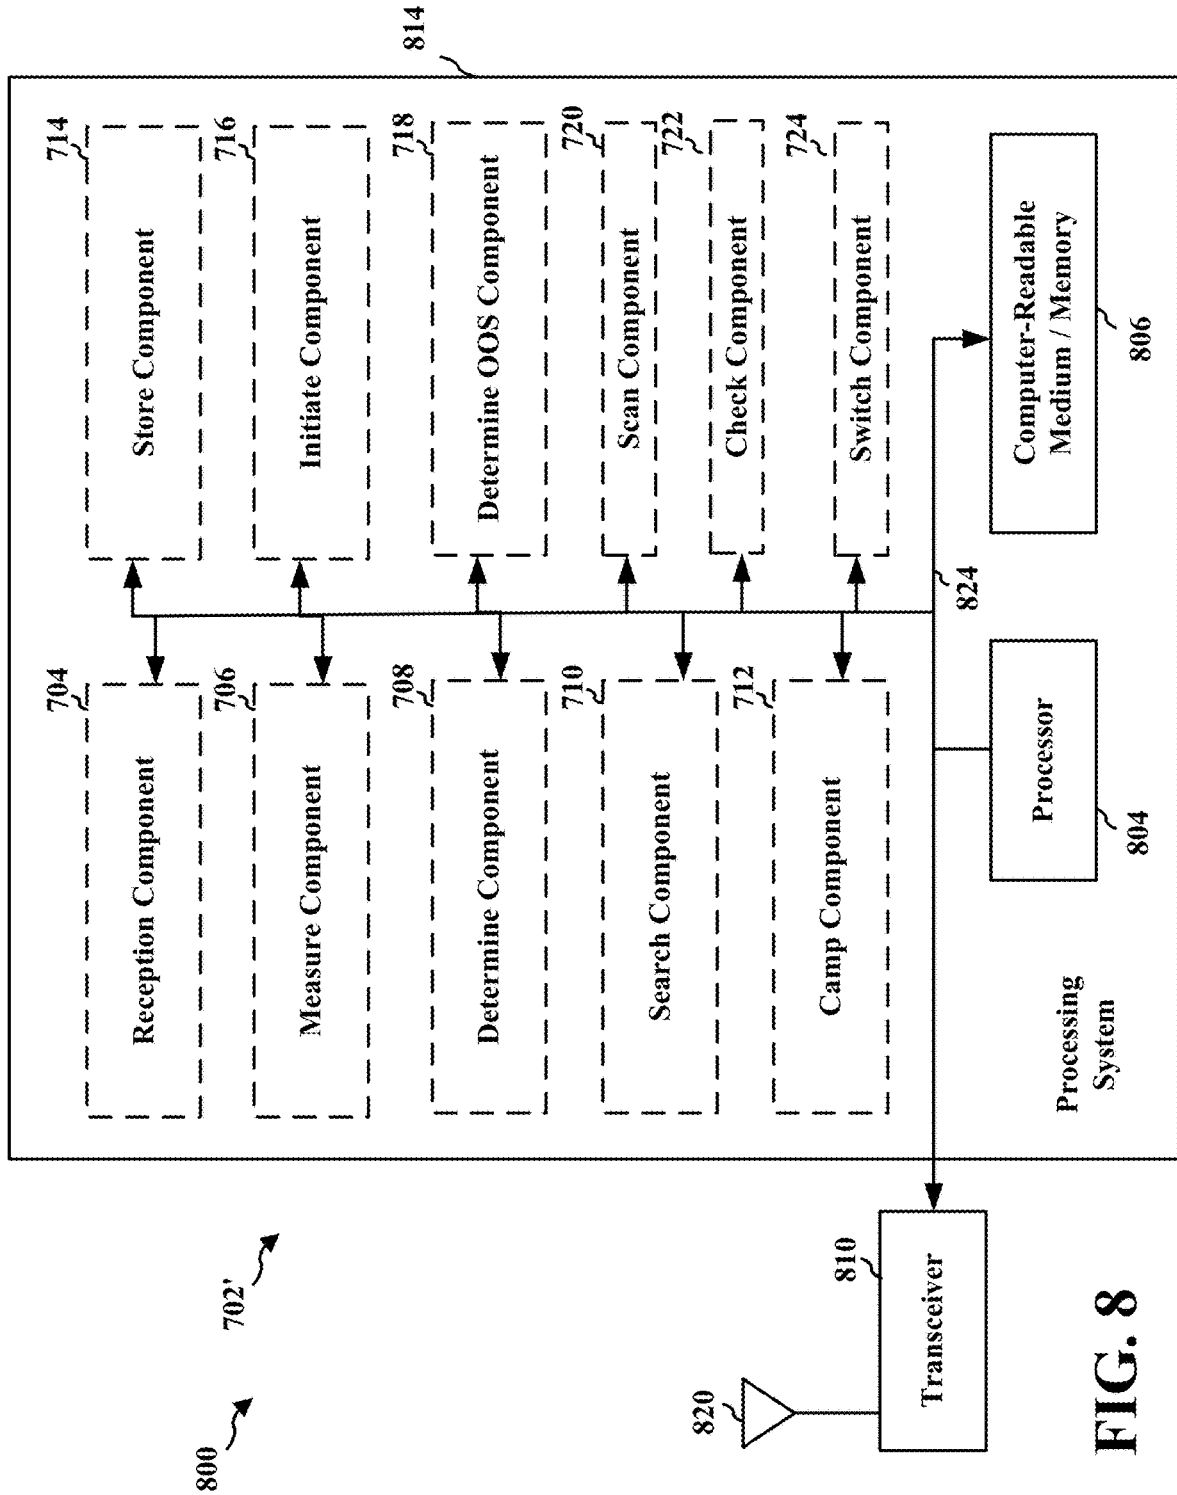 800
702'
814
704
Reception Component
714
Store Component
706
Measure Component
716
Initiate Component
708
Determine Component
718
Determine OOS Component
710
Search Component
720
Scan Component
722
Check Component
712
Camp Component
724
Switch Component
824
820
810
Transceiver
Processing
System
Processor
804
Computer-Readable
Medium / Memory
806
FIG. 8